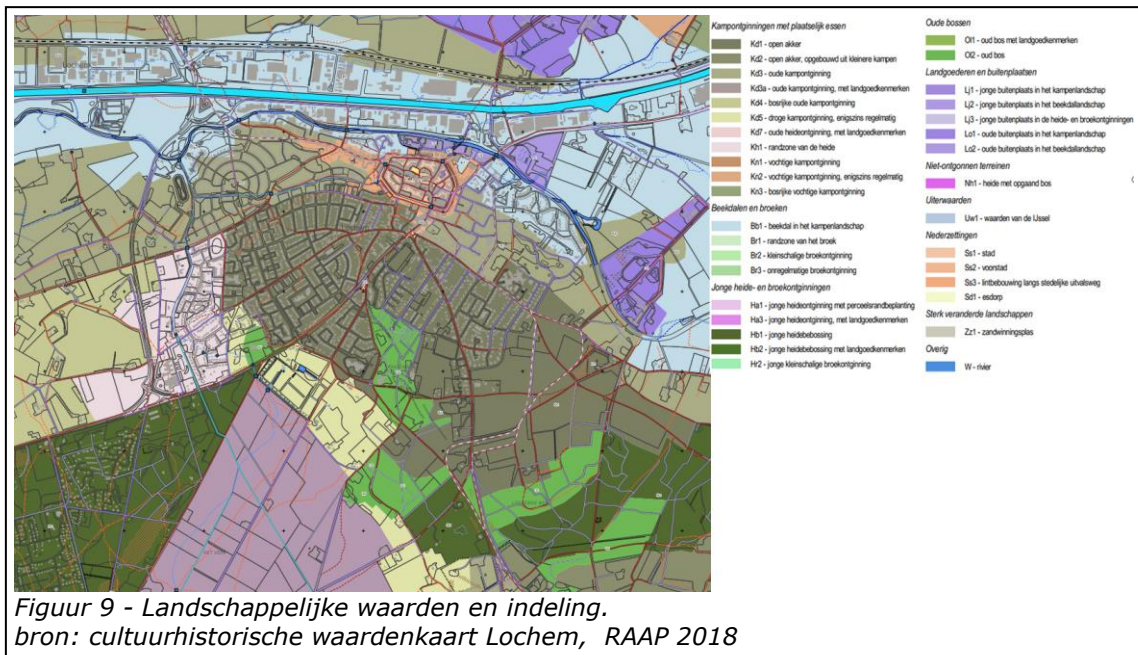 Kampontginningen met plaatselijk essen
Kd1 - open akker
Kd2 - open akker, opgebouwd uit kleinere kampen
Kd3 - oude kampontginning
Kd3a - oude kampontginning, met landgoedkenmerken
Kd4 - bosrijke oude kampontginning
Kd5 - droge kampontginning, enigszins regelmatig
Kd7 - oude heideontginning, met landgoedkenmerken
Kh1 - randzone van de heide
Kn1 - vochtige kampontginning
Kn2 - vochtige kampontginning, enigszins regelmatig
Kn3 - bosrijke vochtige kampontginning
Beekdalen en broeken
Bb1 - beekdal in het kampenlandschap
Br1 - randzone van het broek
Br2 - kleinschalige broekontginning
Br3 - onregelmatige broekontginning
Jonge heide- en broekontginningen
Ha1 - jonge heideontginning met perceelsrandbeplanting
Ha3 - jonge heideontginning, met landgoedkenmerken
Hb1 - jonge heidebebossing
Hb2 - jonge heidebebossing met landgoedkenmerken
Hr2 - jonge kleinschalige broekontginning
Oude bossen
Ol1 - oud bos met landgoedkenmerken
Ol2 - oud bos
Landgoederen en buitenplaatsen
Lj1 - jonge buitenplaats in het kampenlandschap
Lj2 - jonge buitenplaats in het beekdallandschap
Lj3 - jonge buitenplaats in de heide- en broekontginningen
Lo1 - oude buitenplaats in het kampenlandschap
Lo2 - oude buitenplaats in het beekdallandschap
Niet-ontgonnen terreinen
Nh1 - heide met opgaand bos
Uiterwaarden
Uw1 - waarden van de IJssel
Nederzettingen
Ss1 - stad
Ss2 - voorstad
Ss3 - lintbebouwing langs stedelijke uitvalsweg
Sd1 - esdorp
Sterk veranderde landschappen
Zz1 - zandwinningsplas
Overig
W - rivier
Figuur 9 - Landschappelijke waarden en indeling.
bron: cultuurhistorische waardenkaart Lochem, RAAP 2018